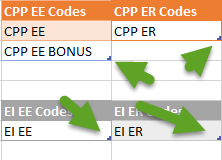 CPP EE Codes CPP ER Codes
CPP EE CPP ER
CPP EE BONUS
EI EE Codes EI ER Codes
EI EE EI ER